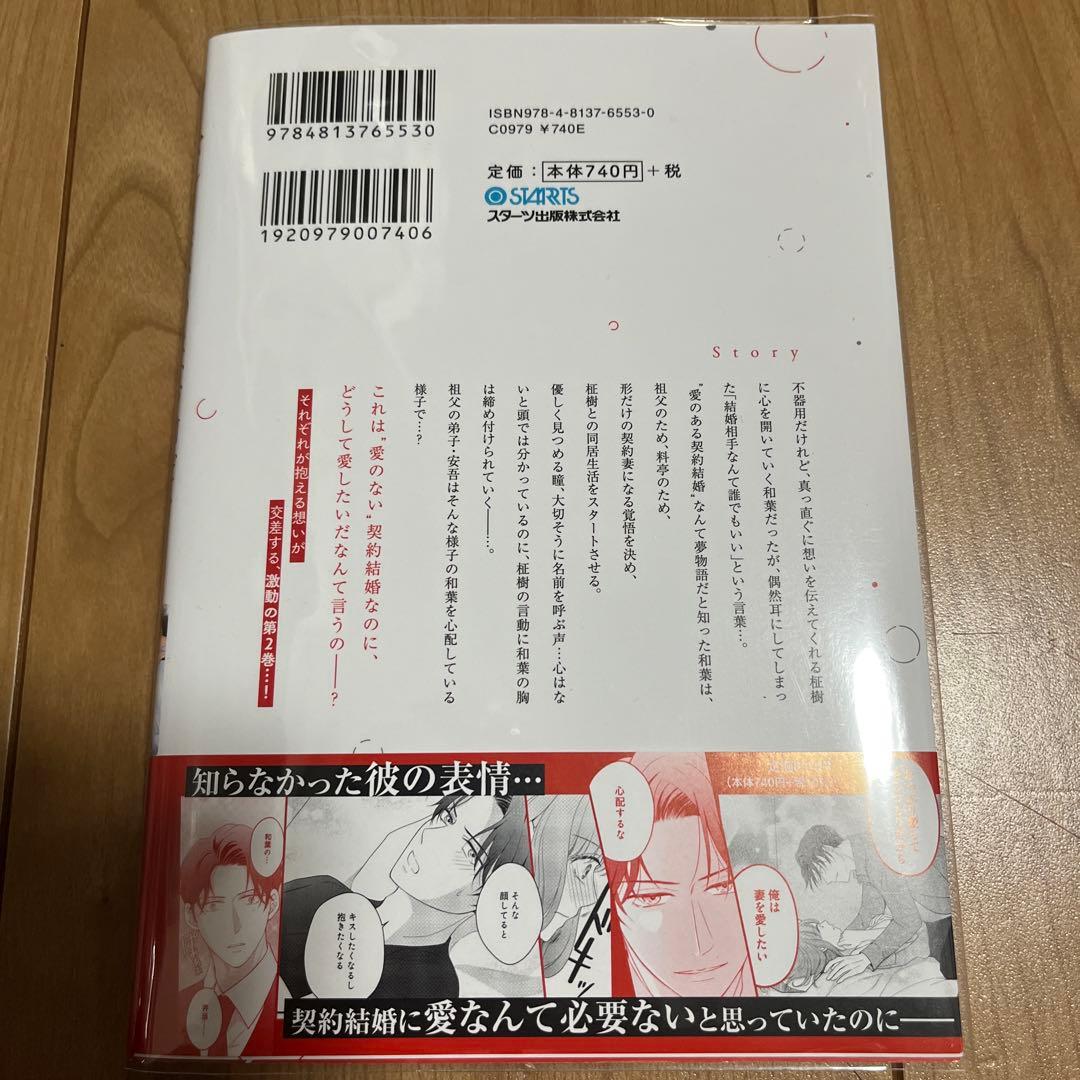 9784813765530
ISBN978-4-8137-6553-0
C0979 ¥740E
定価：本体740円＋税
STARTS
スターツ出版株式会社
1920979007406
Story
不器用だけれど、真っ直ぐに想いを伝えてくれる柾樹
に心を開いていく和葉だったが、偶然耳にしてしまっ
た「結婚相手なんて誰でもいい」という言葉…。
"愛のある契約結婚"なんて夢物語だと知った和葉は、
祖父のため、料亭のため、
形だけの契約妻になる覚悟を決め、
柾樹との同居生活をスタートさせる。
優しく見つめる瞳、大切そうに名前を呼ぶ声…心はな
いと頭では分かっているのに、柾樹の言動に和葉の胸
は締め付けられていく――…。
祖父の弟子・安吾はそんな様子の和葉を心配している
様子で…？
これは"愛のない"契約結婚なのに、
どうして愛したいだなんて言うの――？
それぞれが抱える想いが
交差する、激動の第2巻…！
知らなかった彼の表情…
(本体740円+税
心配するな
和葉の…
そんな
顔してると
キスしたくなるし
抱きたくなる
ドキッ
俺は
妻を愛したい
契約結婚に愛なんて必要ないと思っていたのに――